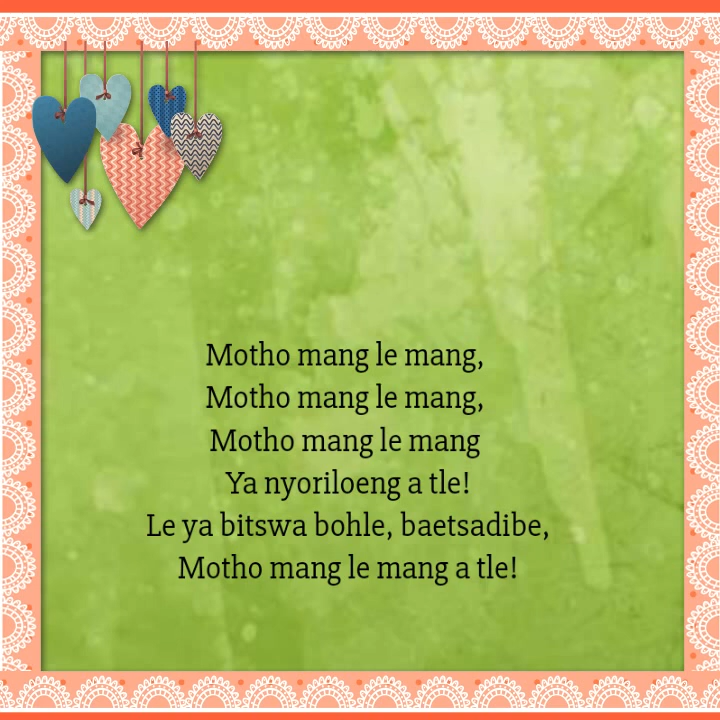 Motho mang le mang,
Motho mang le mang,
Motho mang le mang
Ya nyoriloeng a tle!
Le ya bitswa bohle, baetsadibe,
Motho mang le mang a tle!